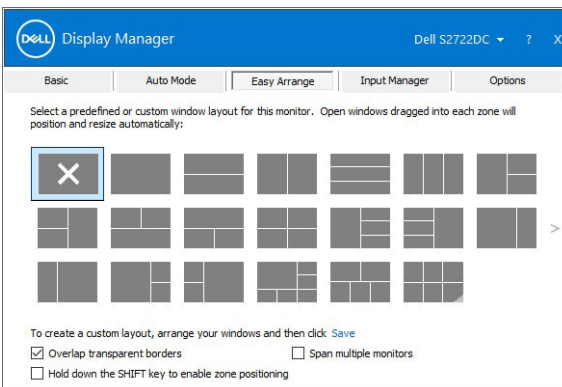 DELL Display Manager Dell S2722DC ? X
Basic Auto Mode Easy Arrange Input Manager Options
Select a predefined or custom window layout for this monitor. Open windows dragged into each zone will
position and resize automatically:
>
To create a custom layout, arrange your windows and then click Save
Overlap transparent borders Span multiple monitors
Hold down the SHIFT key to enable zone positioning